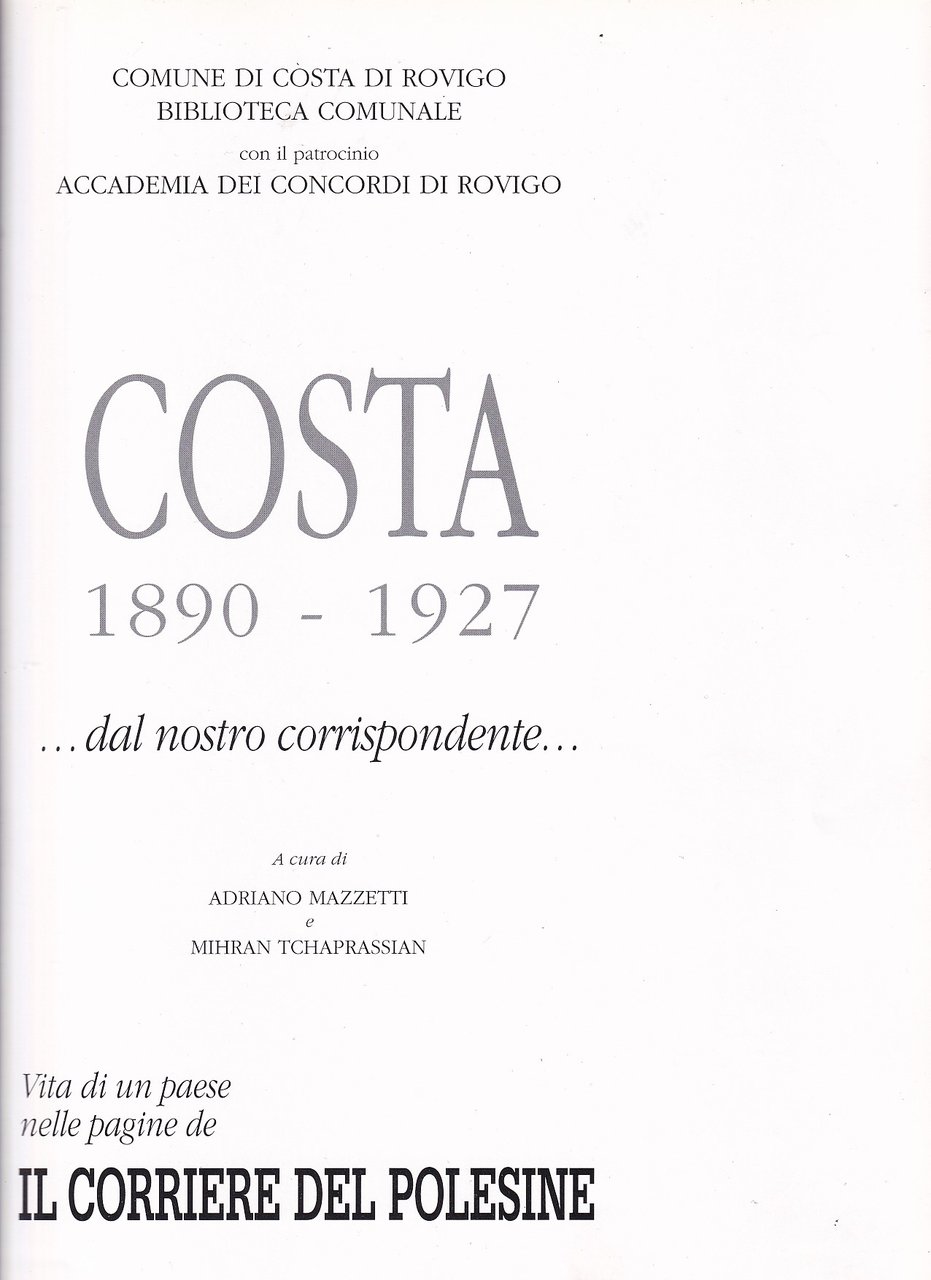 COMUNE DI COSTA DI ROVIGO
BIBLIOTECA COMUNALE
con il patrocinio
ACCADEMIA DEI CONCORDI DI ROVIGO
COSTA
1890 - 1927
...dal nostro corrispondente...
A cura di
ADRIANO MAZZETTI
e
MIHRAN TCHAPRASSIAN
Vita di un paese
nelle pagine de
IL CORRIERE DEL POLESINE